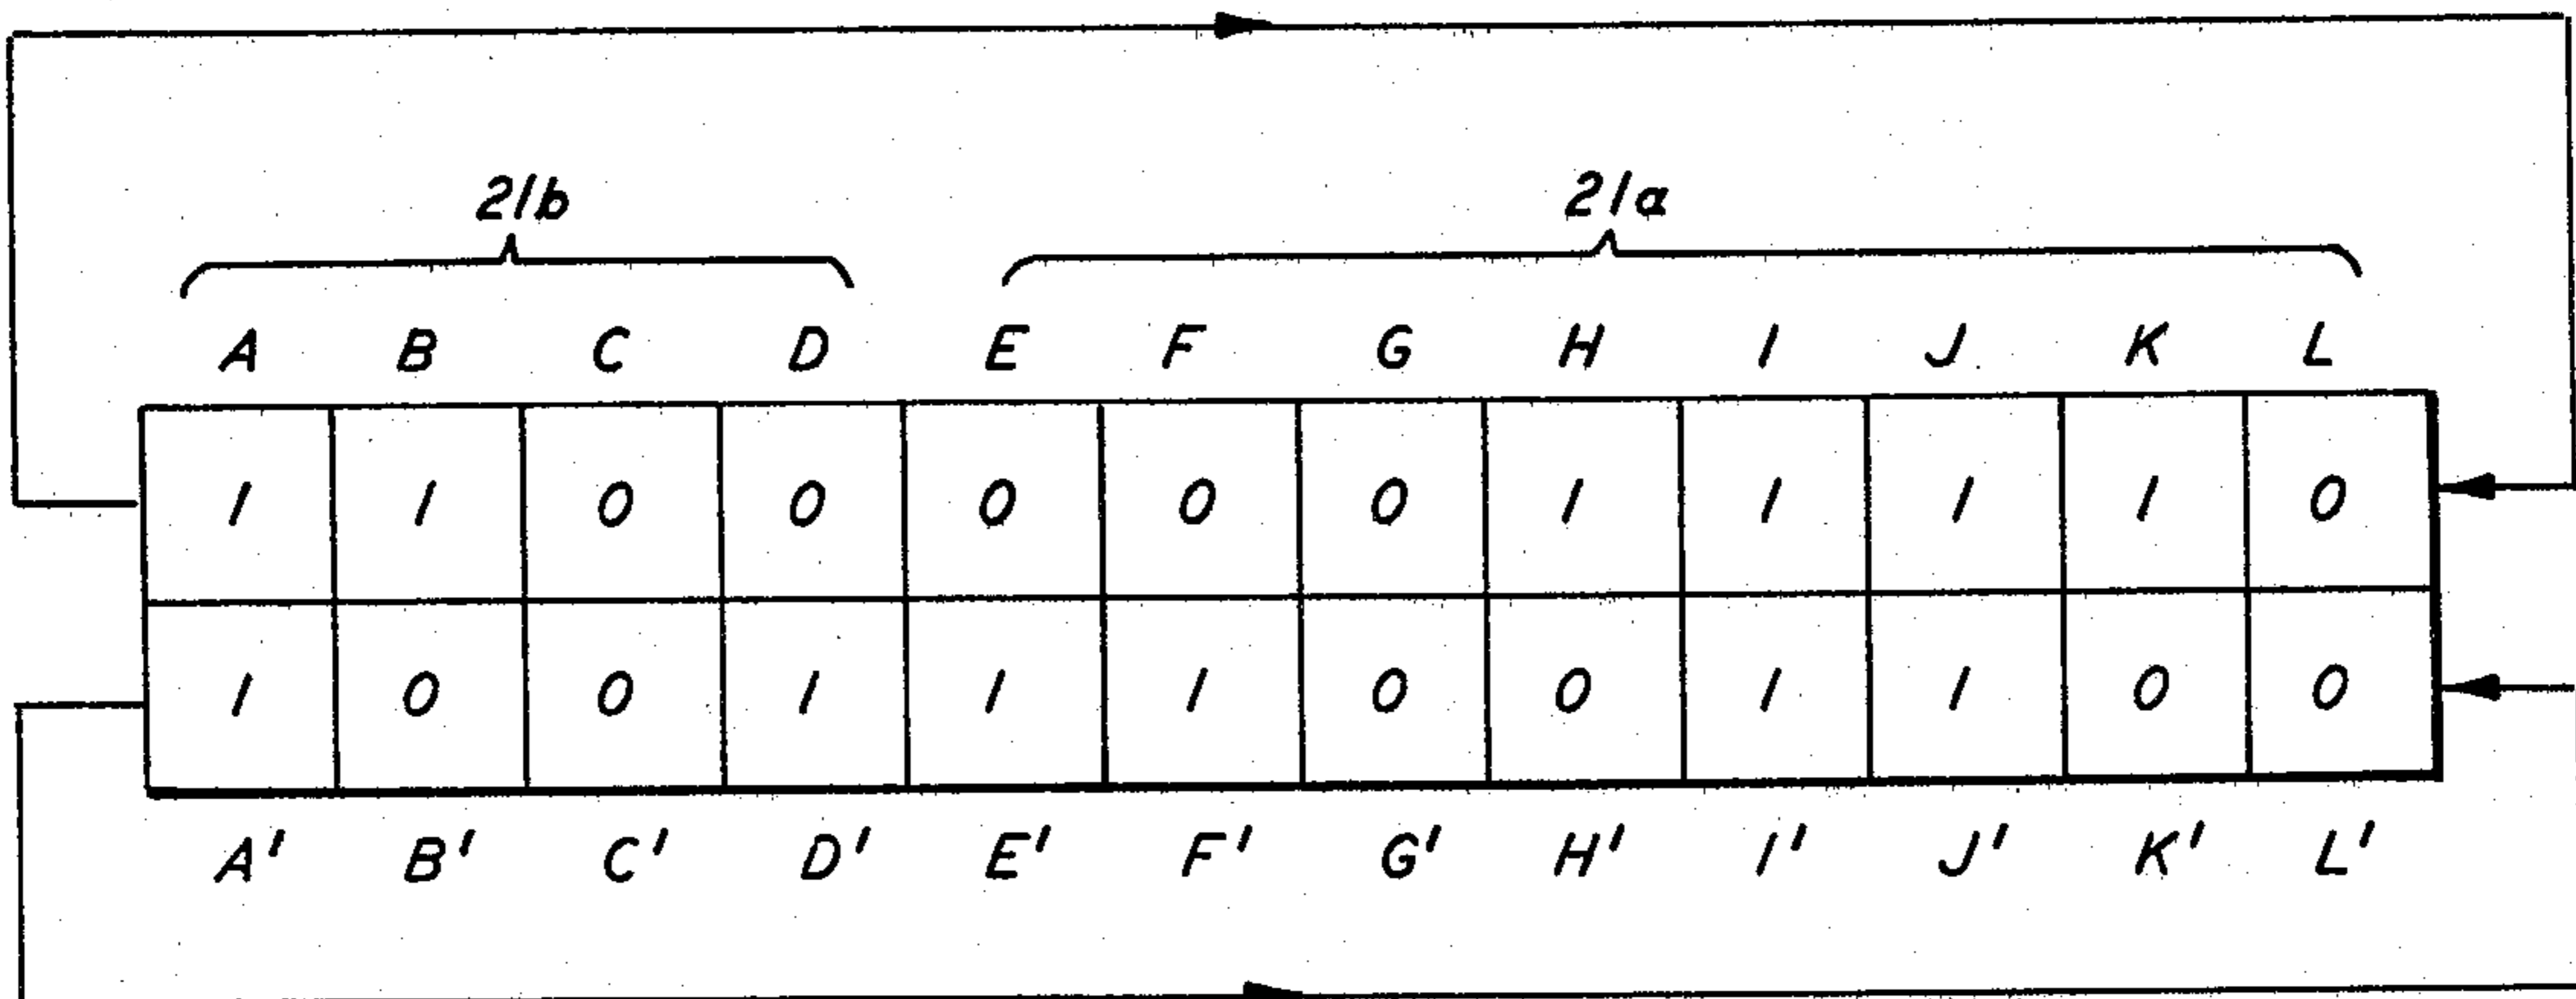 21b 21a
A B C D E F G H I J K L
1 1 0 0 0 0 0 1 1 1 1 0
1 0 0 1 1 1 0 0 1 1 0 0
A' B' C' D' E' F' G' H' I' J' K' L'